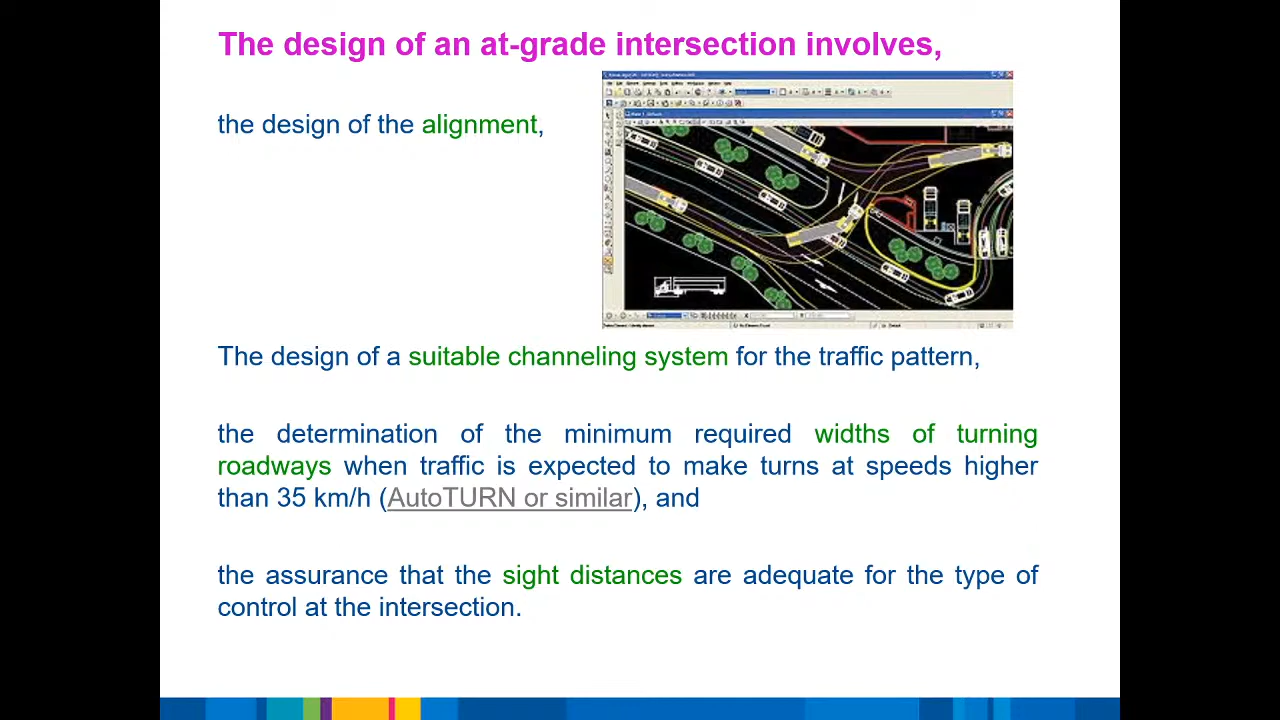 The design of an at-grade intersection involves,
the design of the alignment,
The design of a suitable channeling system for the traffic pattern,
the determination of the minimum required widths of turning
roadways when traffic is expected to make turns at speeds higher
than 35 km/h (AutoTURN or similar), and
the assurance that the sight distances are adequate for the type of
control at the intersection.